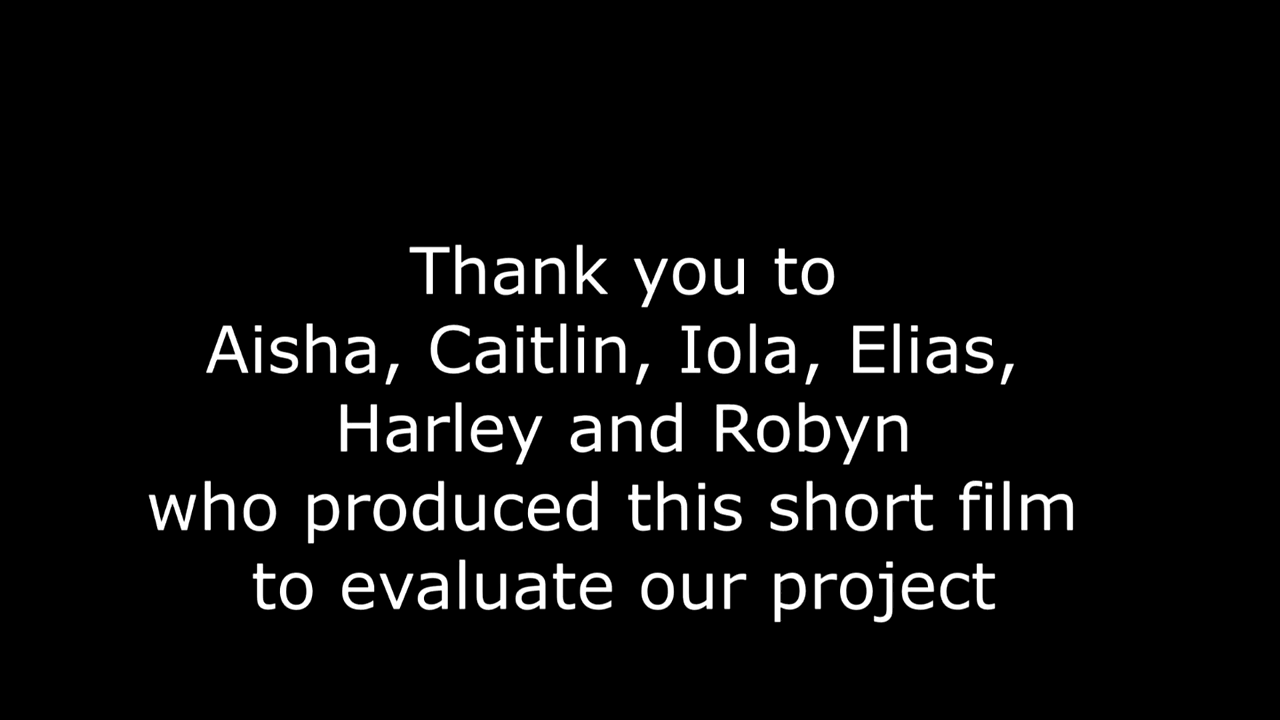 Thank you to
Aisha, Caitlin, Iola, Elias,
Harley and Robyn
who produced this short film
to evaluate our project